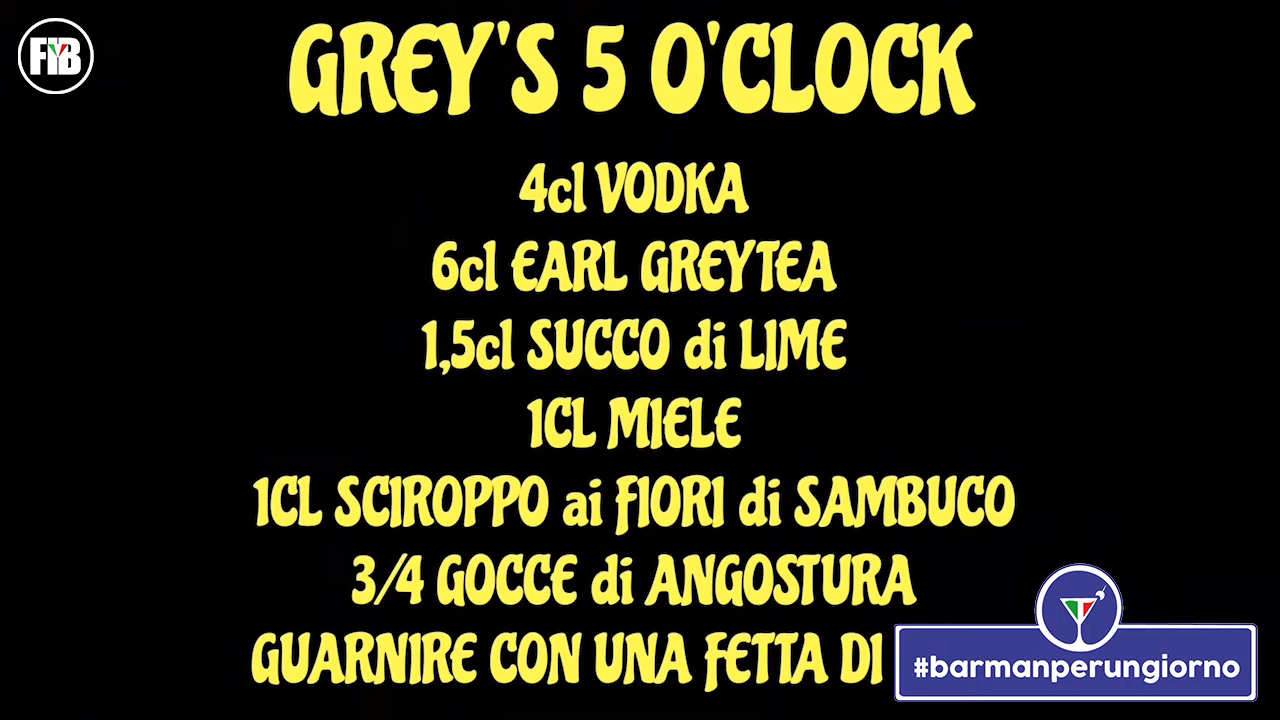 FYB
GREY'S 5 O'CLOCK
4cl VODKA
6cl EARL GREYTEA
1,5cl SUCCO di LIME
1CL MIELE
1CL SCIROPPO ai FIORI di SAMBUCO
3/4 GOCCE di ANGOSTURA
GUARNIRE CON UNA FETTA DI
#barmanperungiorno